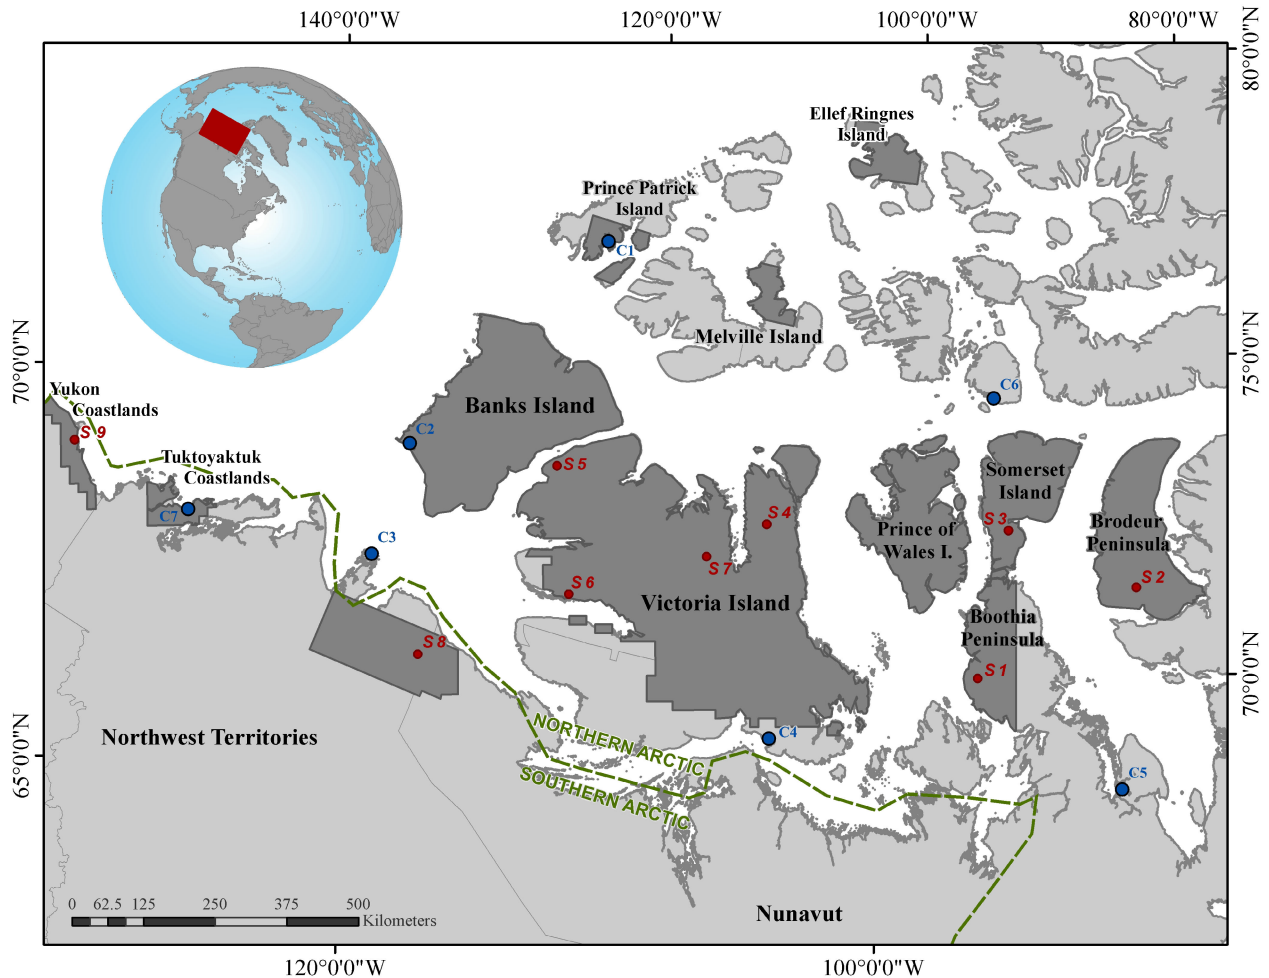 140°0'0"W
120°0'0"W
100°0'0"W
80°0'0"W
80°0'0"N
Ellef Ringnes
Island
Prince Patrick
Island
C1
Melville Island
70°0'0"N
75°0'0"N
C6
Yukon
Coastlands
S 9
Banks Island
C2
Tuktoyaktuk
Coastlands
S 5
Somerset
Island
C7
S 4
S 3
Brodeur
Peninsula
Prince of
Wales I.
C3
S 7
S 6
S 2
Victoria Island
Boothia
Peninsula
S 8
S 1
70°0'0"N
Northwest Territories
NORTHERN ARCTIC
C4
65°0'0"N
SOUTHERN ARCTIC
C5
0 62.5 125 250 375 500
Kilometers
Nunavut
120°0'0"W
100°0'0"W